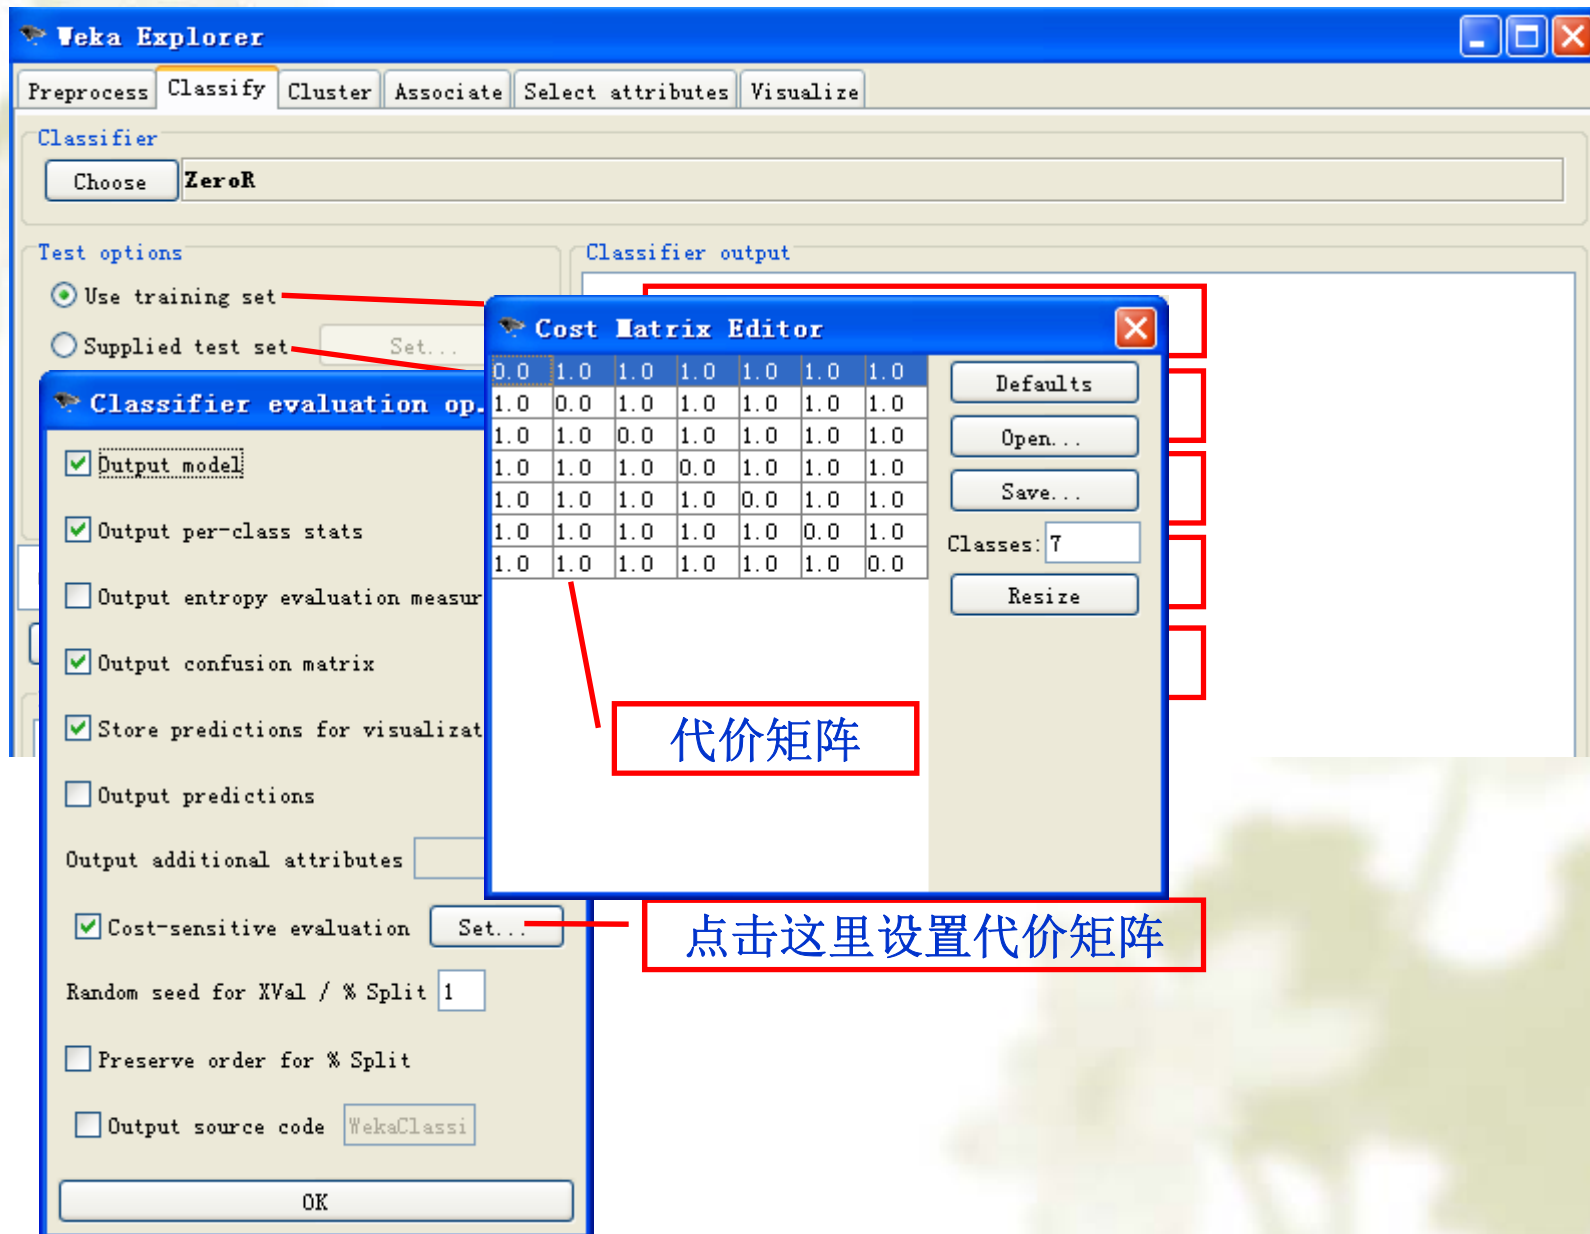 Weka Explorer
Preprocess Classify Cluster Associate Select attributes Visualize
Classifier
Choose ZeroR
Test options
Classifier output
Use training set
Supplied test set Set...
Cost Matrix Editor
0.0 1.0 1.0 1.0 1.0 1.0 1.0
1.0 0.0 1.0 1.0 1.0 1.0 1.0
1.0 1.0 0.0 1.0 1.0 1.0 1.0
1.0 1.0 1.0 0.0 1.0 1.0 1.0
1.0 1.0 1.0 1.0 0.0 1.0 1.0
1.0 1.0 1.0 1.0 1.0 0.0 1.0
1.0 1.0 1.0 1.0 1.0 1.0 0.0
Defaults
Open...
Save...
Classes: 7
Resize
代价矩阵
Classifier evaluation op.
Output model
Output per-class stats
Output entropy evaluation measur
Output confusion matrix
Store predictions for visualizat
Output predictions
Output additional attributes
Cost-sensitive evaluation Set...
点击这里设置代价矩阵
Random seed for XVal / % Split 1
Preserve order for % Split
Output source code WekaClassi
OK